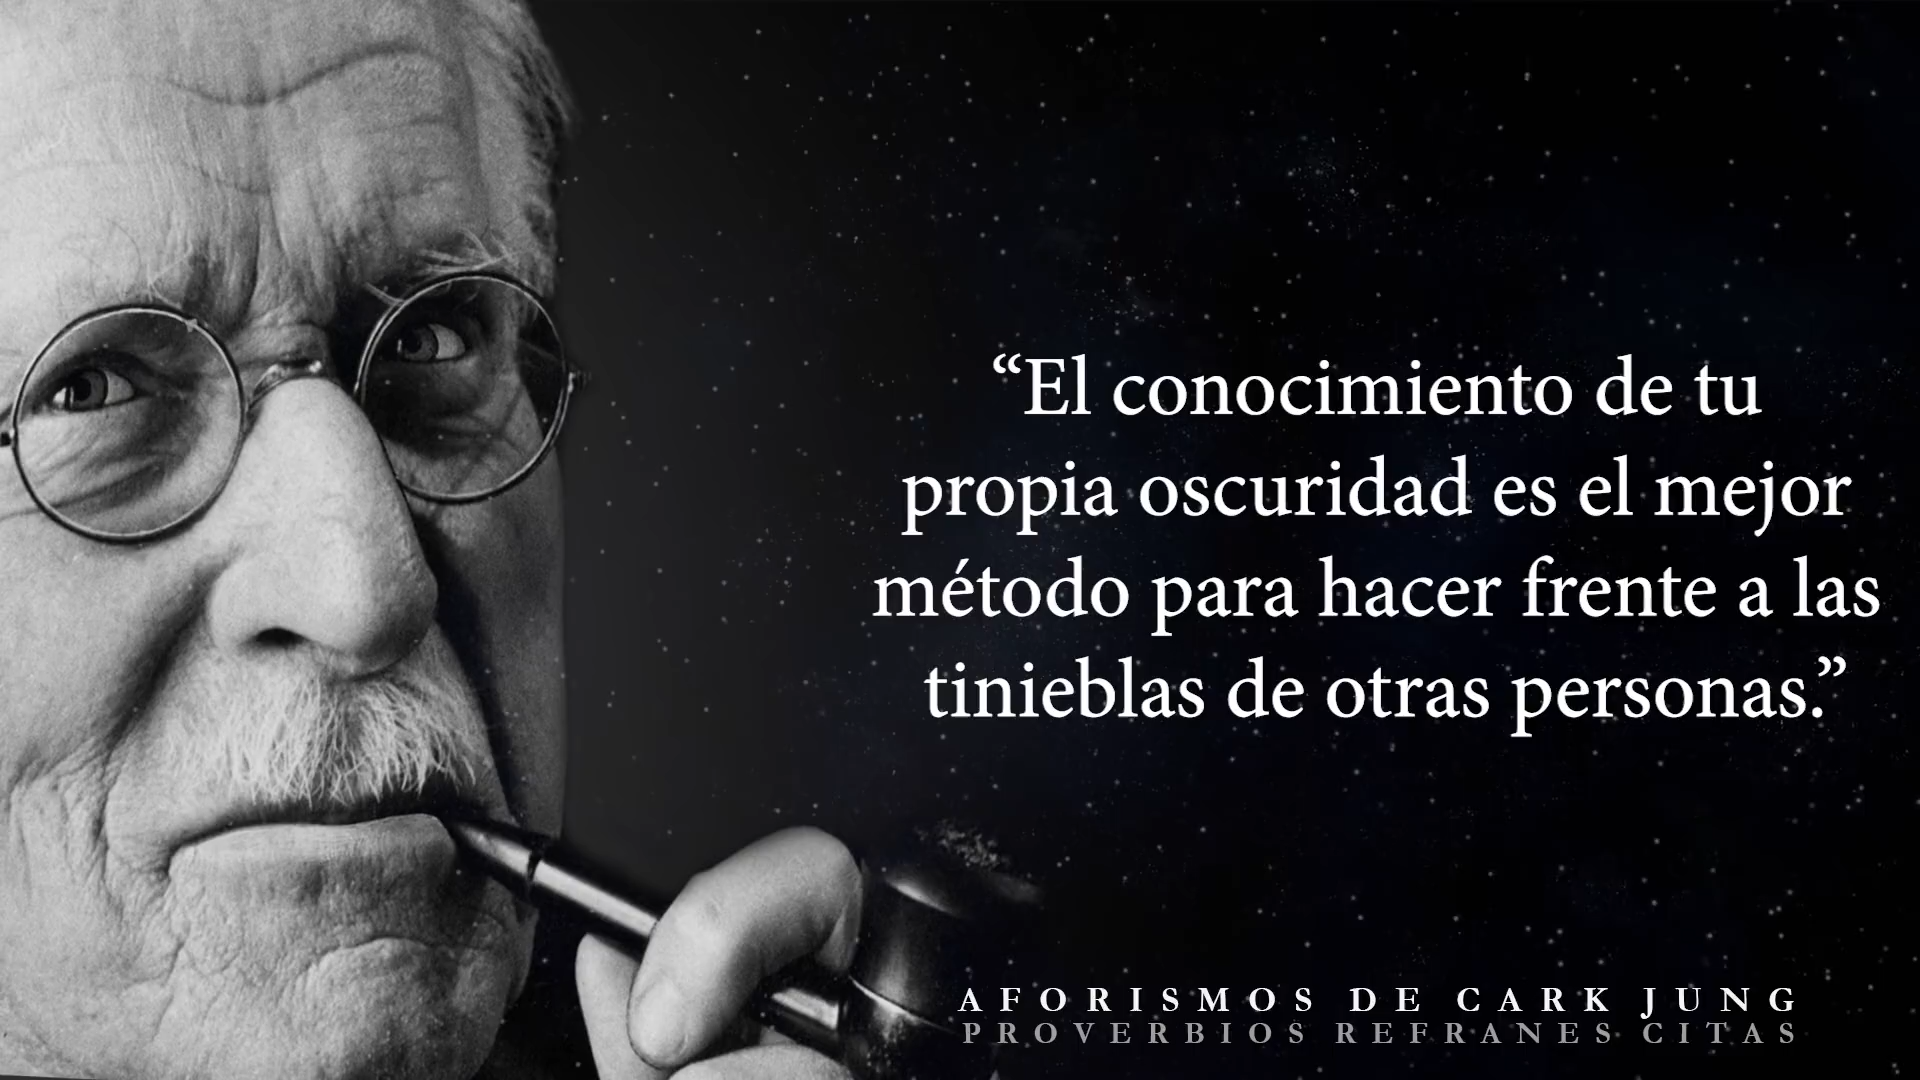 “El conocimiento de tu
propia oscuridad es el mejor
método para hacer frente a las
tinieblas de otras personas.”
AFORISMOS DE CARK JUNG
PROVERBIOS REFRANES CITAS